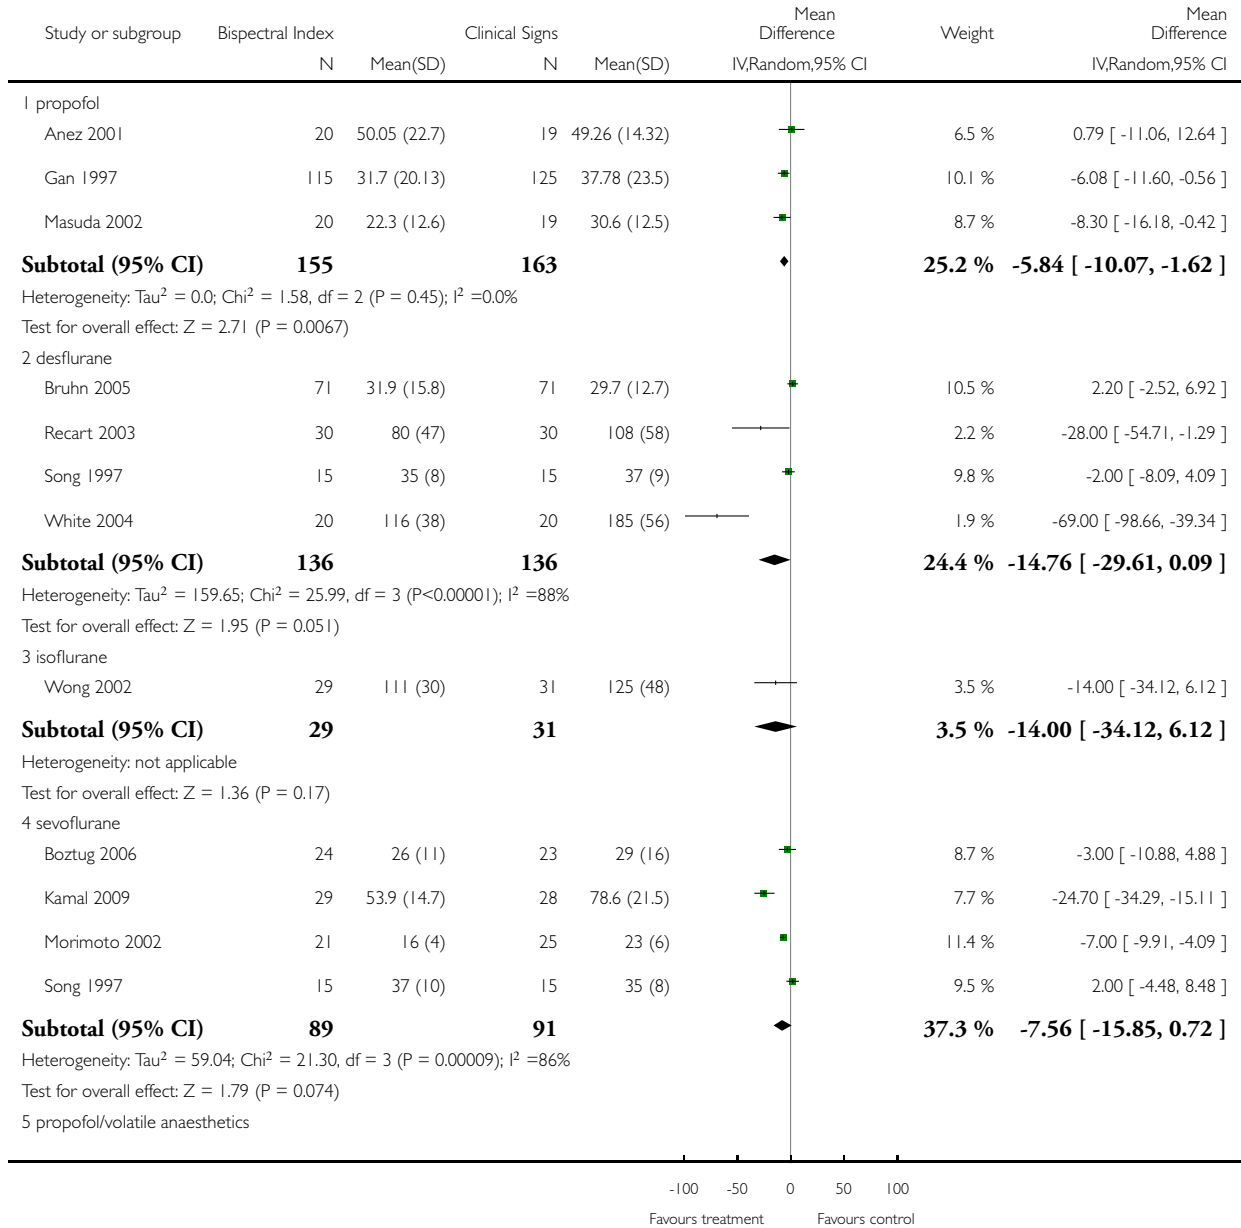 Study or subgroup Bispectral Index Clinical Signs Mean Difference Weight Mean Difference
N Mean(SD) N Mean(SD) IV,Random,95% CI IV,Random,95% CI
1 propofol
Anez 2001 20 50.05 (22.7) 19 49.26 (14.32) 6.5 % 0.79 [ -11.06, 12.64 ]
Gan 1997 115 31.7 (20.13) 125 37.78 (23.5) 10.1 % -6.08 [ -11.60, -0.56 ]
Masuda 2002 20 22.3 (12.6) 19 30.6 (12.5) 8.7 % -8.30 [ -16.18, -0.42 ]
Subtotal (95% CI) 155 163 25.2 % -5.84 [ -10.07, -1.62 ]
Heterogeneity: Tau² = 0.0; Chi² = 1.58, df = 2 (P = 0.45); I² =0.0%
Test for overall effect: Z = 2.71 (P = 0.0067)
2 desflurane
Bruhn 2005 71 31.9 (15.8) 71 29.7 (12.7) 10.5 % 2.20 [ -2.52, 6.92 ]
Recart 2003 30 80 (47) 30 108 (58) 2.2 % -28.00 [ -54.71, -1.29 ]
Song 1997 15 35 (8) 15 37 (9) 9.8 % -2.00 [ -8.09, 4.09 ]
White 2004 20 116 (38) 20 185 (56) 1.9 % -69.00 [ -98.66, -39.34 ]
Subtotal (95% CI) 136 136 24.4 % -14.76 [ -29.61, 0.09 ]
Heterogeneity: Tau² = 159.65; Chi² = 25.99, df = 3 (P<0.00001); I² =88%
Test for overall effect: Z = 1.95 (P = 0.051)
3 isoflurane
Wong 2002 29 111 (30) 31 125 (48) 3.5 % -14.00 [ -34.12, 6.12 ]
Subtotal (95% CI) 29 31 3.5 % -14.00 [ -34.12, 6.12 ]
Heterogeneity: not applicable
Test for overall effect: Z = 1.36 (P = 0.17)
4 sevoflurane
Boztug 2006 24 26 (11) 23 29 (16) 8.7 % -3.00 [ -10.88, 4.88 ]
Kamal 2009 29 53.9 (14.7) 28 78.6 (21.5) 7.7 % -24.70 [ -34.29, -15.11 ]
Morimoto 2002 21 16 (4) 25 23 (6) 11.4 % -7.00 [ -9.91, -4.09 ]
Song 1997 15 37 (10) 15 35 (8) 9.5 % 2.00 [ -4.48, 8.48 ]
Subtotal (95% CI) 89 91 37.3 % -7.56 [ -15.85, 0.72 ]
Heterogeneity: Tau² = 59.04; Chi² = 21.30, df = 3 (P = 0.00009); I² =86%
Test for overall effect: Z = 1.79 (P = 0.074)
5 propofol/volatile anaesthetics
-100 -50 0 50 100
Favours treatment Favours control